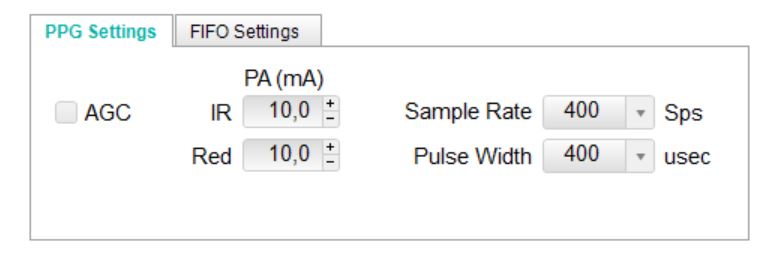 PPG Settings FIFO Settings
PA (mA)
AGC IR 10,0 + - Sample Rate 400 Sps
Red 10,0 + - Pulse Width 400 usec